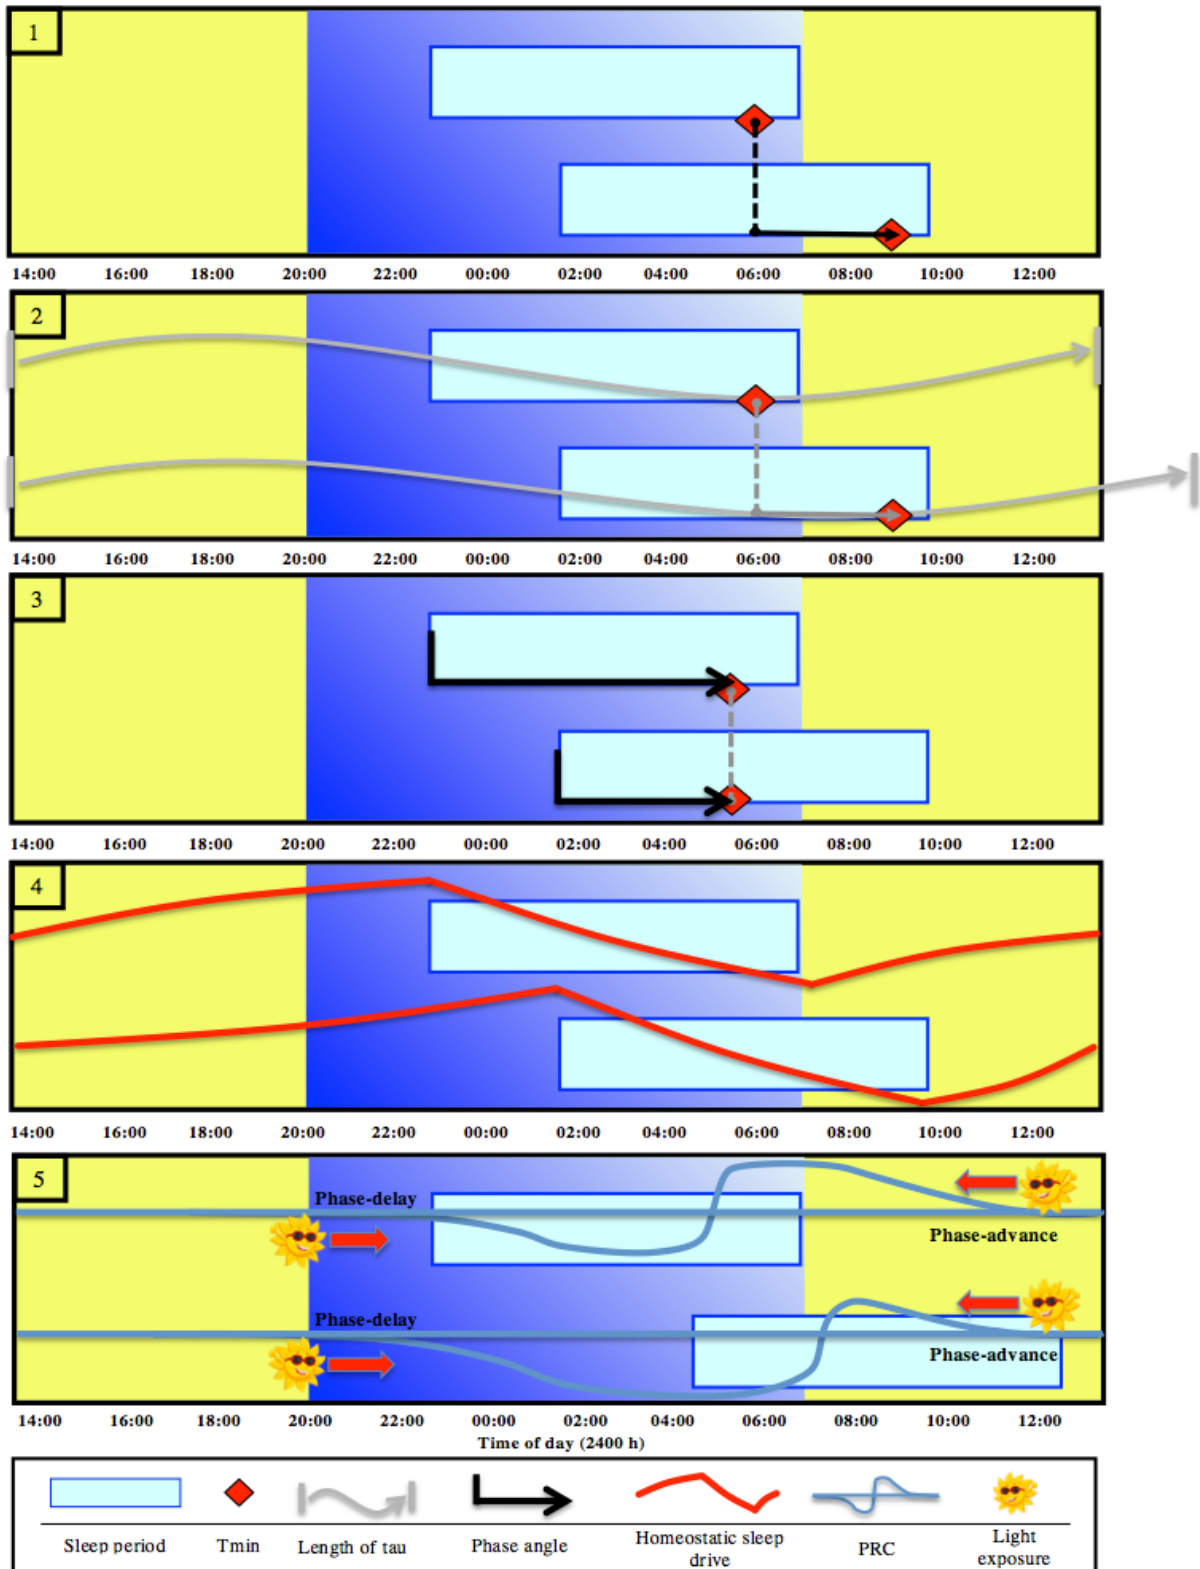 1
14:00 16:00 18:00 20:00 22:00 00:00 02:00 04:00 06:00 08:00 10:00 12:00
2
14:00 16:00 18:00 20:00 22:00 00:00 02:00 04:00 06:00 08:00 10:00 12:00
3
14:00 16:00 18:00 20:00 22:00 00:00 02:00 04:00 06:00 08:00 10:00 12:00
4
14:00 16:00 18:00 20:00 22:00 00:00 02:00 04:00 06:00 08:00 10:00 12:00
5
Phase-delay
Phase-advance
Phase-delay
Phase-advance
14:00 16:00 18:00 20:00 22:00 00:00 02:00 04:00 06:00 08:00 10:00 12:00
Time of day (2400 h)
Sleep period
Tmin
Length of tau
Phase angle
Homeostatic sleep
drive
PRC
Light
exposure